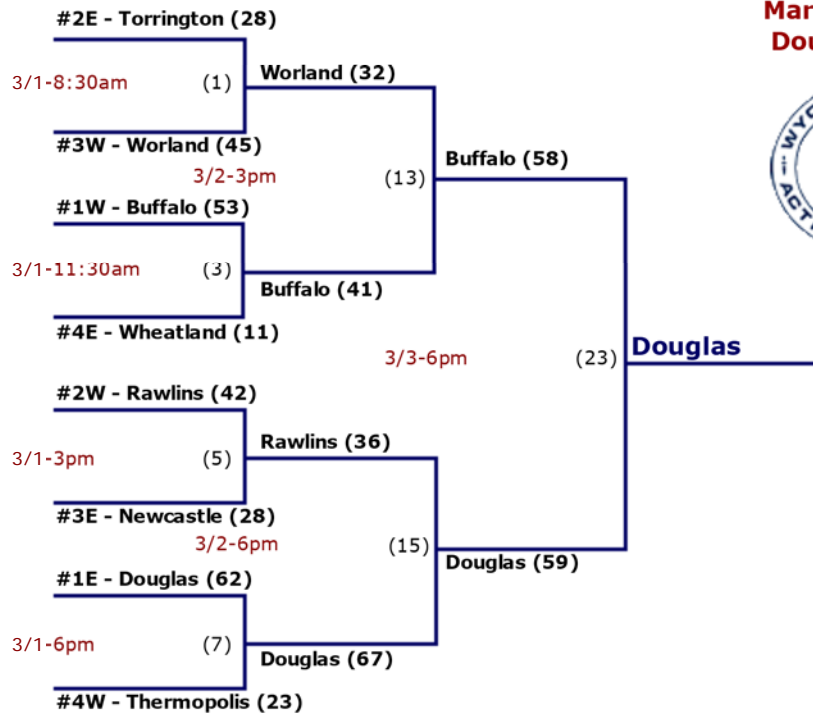 #2E - Torrington (28)
3/1-8:30am
(1)
Worland (32)
#3W - Worland (45)
3/2-3pm
(13)
Buffalo (58)
#1W - Buffalo (53)
3/1-11:30am
(3)
Buffalo (41)
#4E - Wheatland (11)
3/3-6pm
(23)
Douglas
#2W - Rawlins (42)
3/1-3pm
(5)
Rawlins (36)
#3E - Newcastle (28)
3/2-6pm
(15)
Douglas (59)
#1E - Douglas (62)
3/1-6pm
(7)
Douglas (67)
#4W - Thermopolis (23)